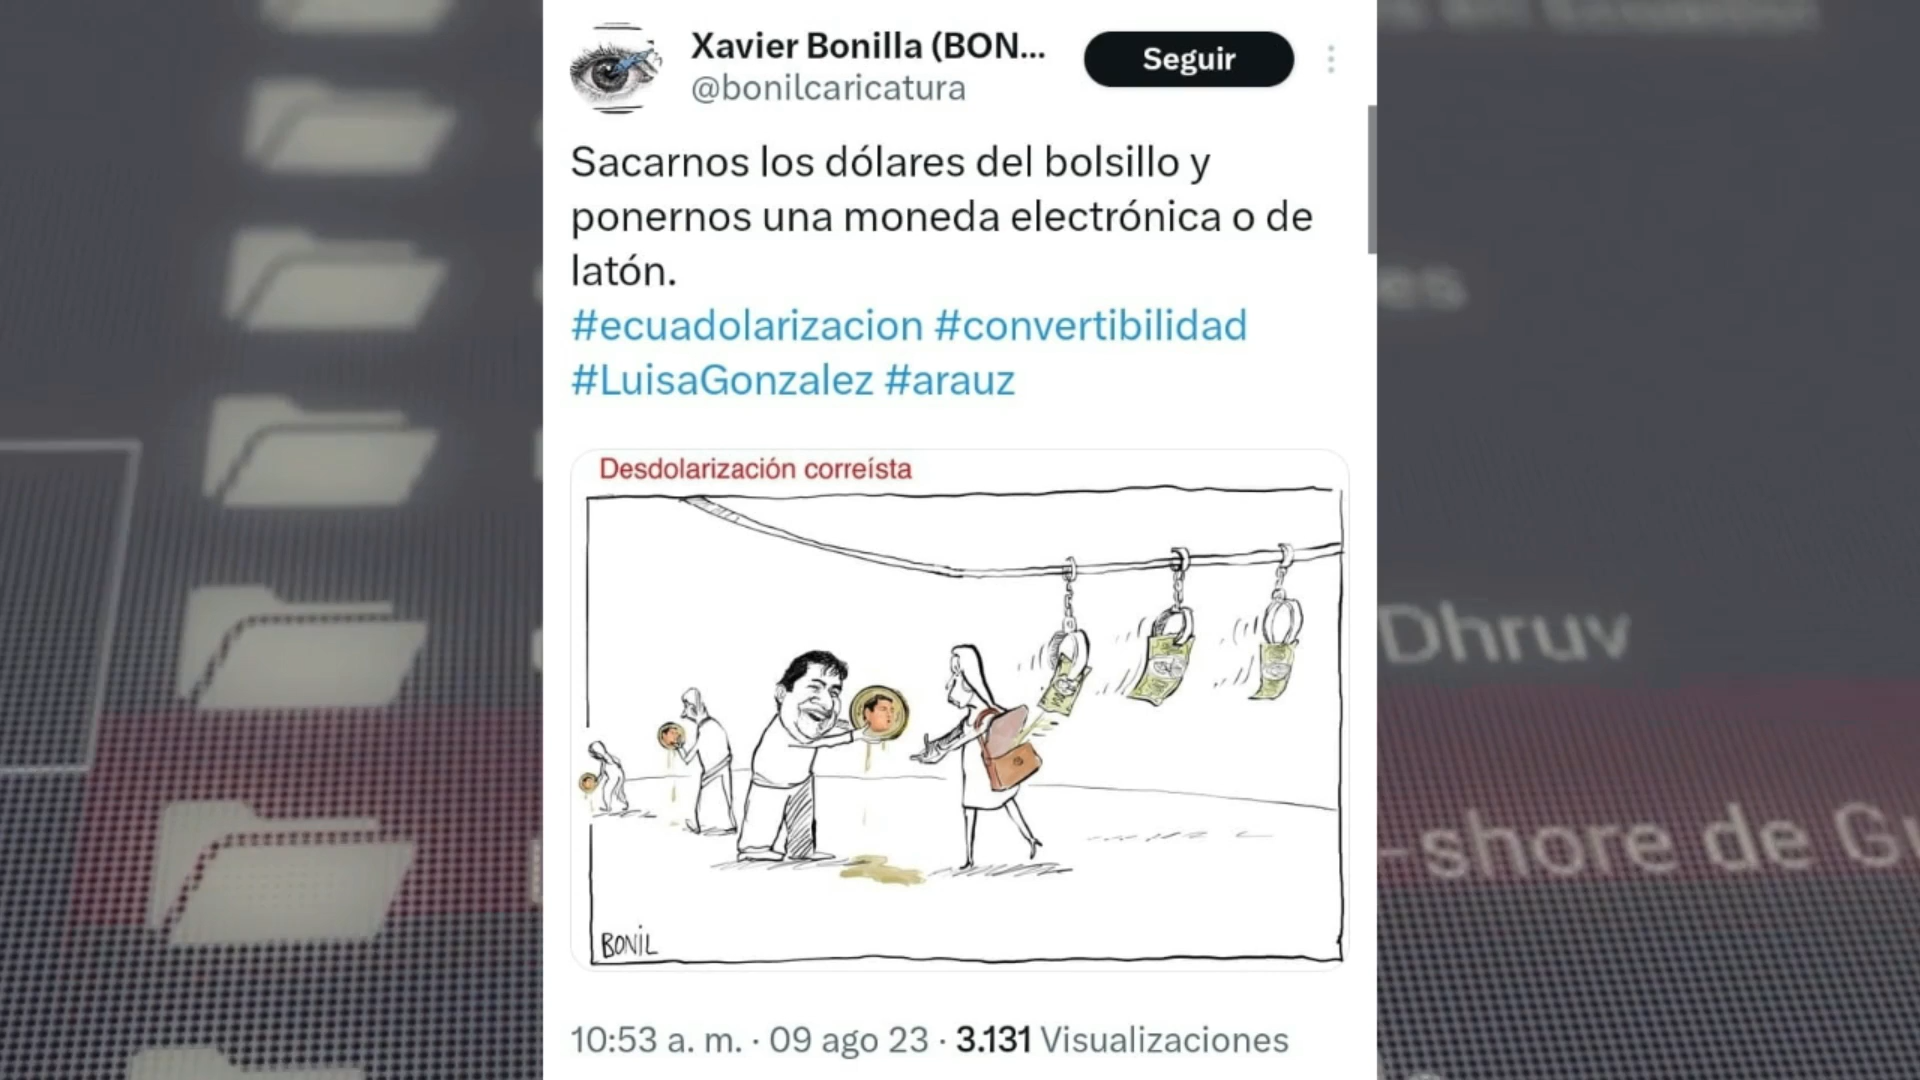 Xavier Bonilla (BON...
Seguir
@bonilcaricatura
Sacarnos los dólares del bolsillo y
ponernos una moneda electrónica o de
latón.
#ecuadolarizacion #convertibilidad
#LuisaGonzalez #arauz
Desdolarización correísta
BONIL
10:53 a. m. · 09 ago 23 · 3.131 Visualizaciones
Dhruv
-shore de Gu